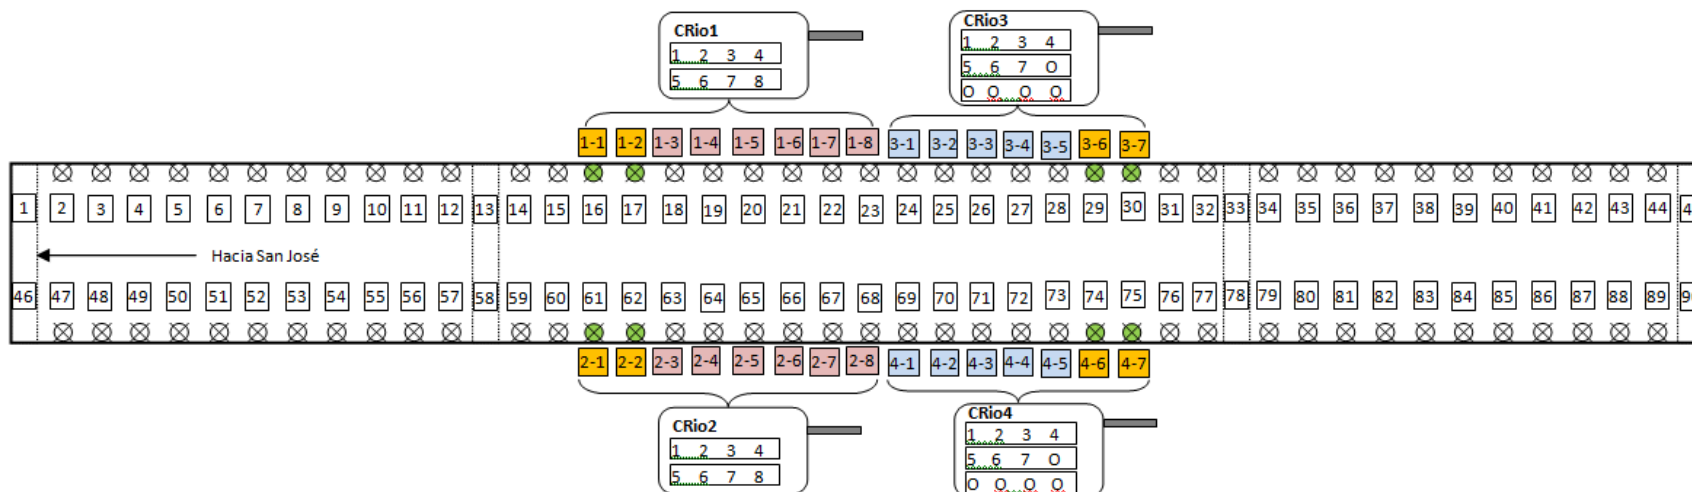 CRio1
1 2 3 4
5 6 7 8
CRio3
1 2 3 4
5 6 7 O
O O O O
1-1 1-2 1-3 1-4 1-5 1-6 1-7 1-8 3-1 3-2 3-3 3-4 3-5 3-6 3-7
1 2 3 4 5 6 7 8 9 10 11 12 13 14 15 16 17 18 19 20 21 22 23 24 25 26 27 28 29 30 31 32 33 34 35 36 37 38 39 40 41 42 43 44
Hacia San José
46 47 48 49 50 51 52 53 54 55 56 57 58 59 60 61 62 63 64 65 66 67 68 69 70 71 72 73 74 75 76 77 78 79 80 81 82 83 84 85 86 87 88 89
2-1 2-2 2-3 2-4 2-5 2-6 2-7 2-8 4-1 4-2 4-3 4-4 4-5 4-6 4-7
CRio2
1 2 3 4
5 6 7 8
CRio4
1 2 3 4
5 6 7 O
O O O O